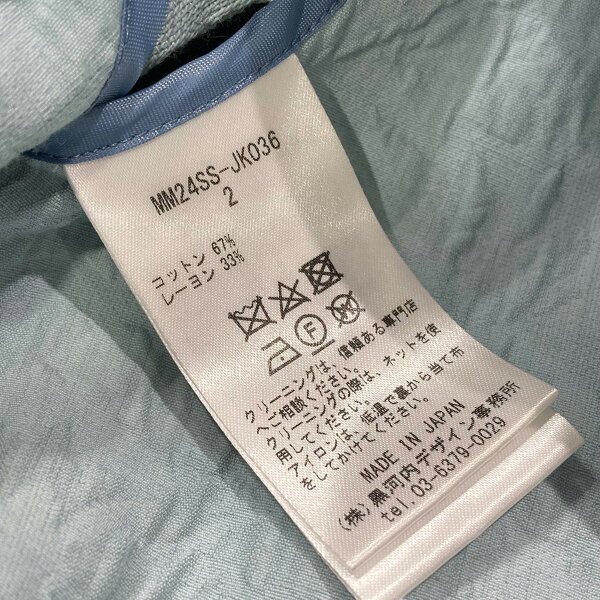 MM24SS-JK036
2
コットン 67%
レーヨン 33%
F
クリーニングは、信頼ある専門店
へご相談ください。
クリーニングの際は、ネットを使
用してください。
アイロンは、低温で裏から当て布
をしてかけてください。
MADE IN JAPAN
(株)黒河内デザイン事務所
tel.03-6379-0029